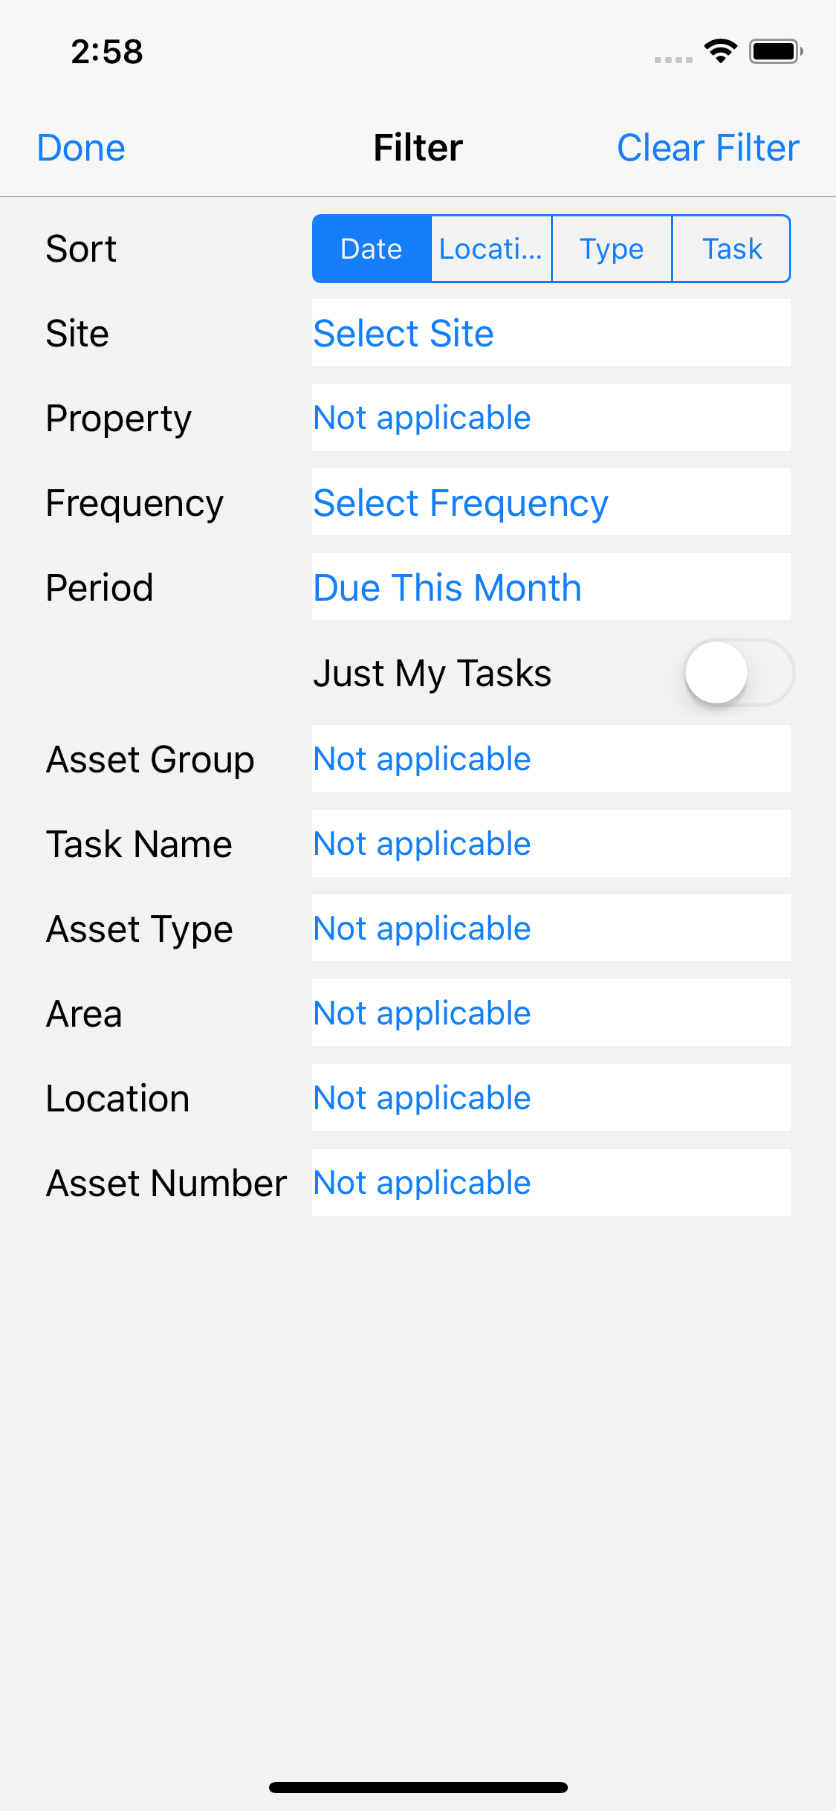 2:58
Done Filter Clear Filter
Sort Date Locati... Type Task
Site Select Site
Property Not applicable
Frequency Select Frequency
Period Due This Month
Just My Tasks
Asset Group Not applicable
Task Name Not applicable
Asset Type Not applicable
Area Not applicable
Location Not applicable
Asset Number Not applicable